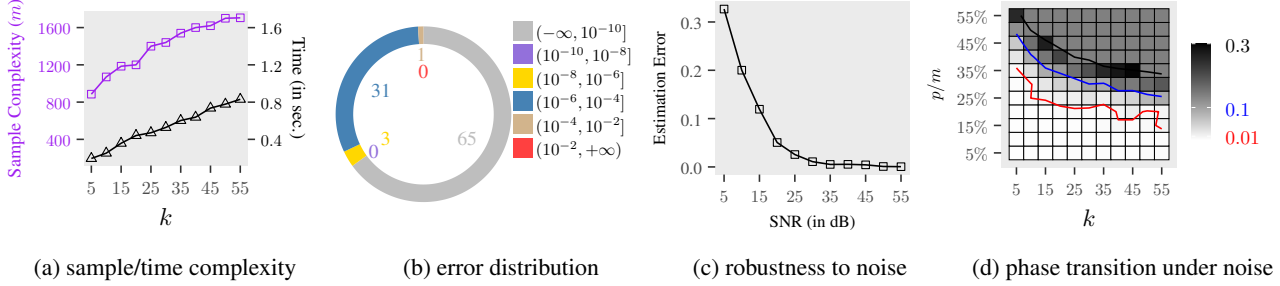 Sample Complexity (m)
1600
1200
800
400
5 15 25 35 45 55
k
1.6
1.2
0.8
0.4
Time (in sec.)
(a) sample/time complexity
1
0
31
3
0
65
(−∞, 10⁻¹⁰]
(10⁻¹⁰, 10⁻⁸]
(10⁻⁸, 10⁻⁶]
(10⁻⁶, 10⁻⁴]
(10⁻⁴, 10⁻²]
(10⁻², +∞)
(b) error distribution
Estimation Error
0.3
0.2
0.1
0.0
5 15 25 35 45 55
SNR (in dB)
(c) robustness to noise
p/m
55%
45%
35%
25%
15%
5%
5 15 25 35 45 55
k
0.3
0.1
0.01
(d) phase transition under noise